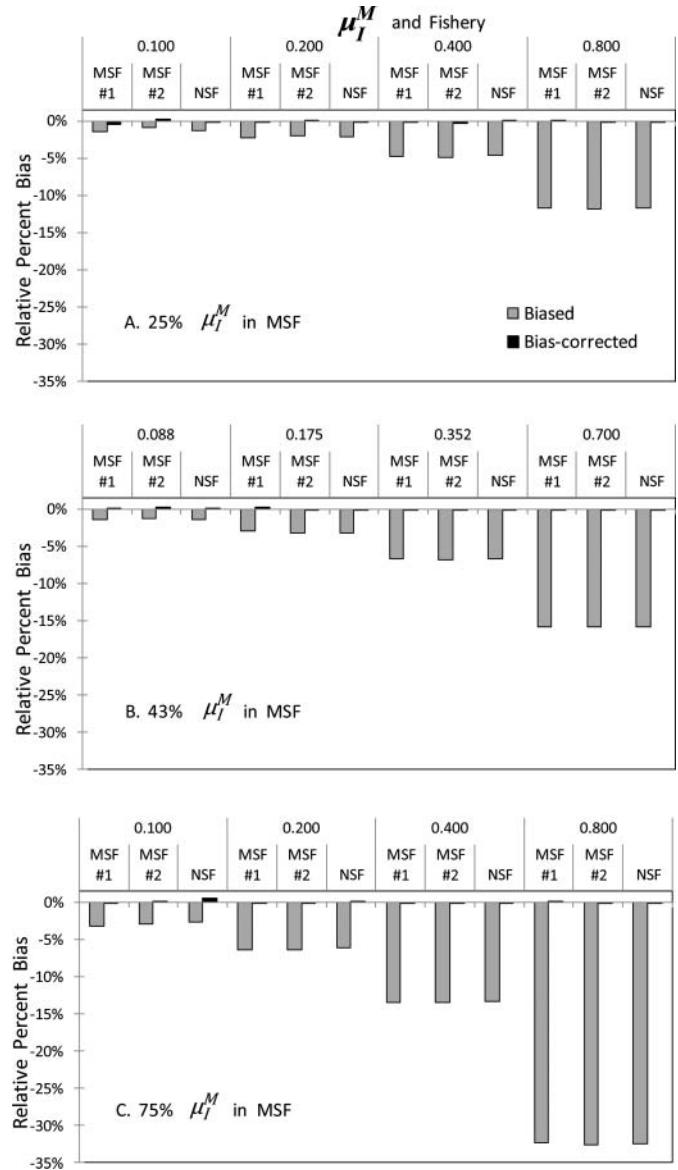 μ_I^M and Fishery
0.100 0.200 0.400 0.800
MSF #1 MSF #2 NSF MSF #1 MSF #2 NSF MSF #1 MSF #2 NSF MSF #1 MSF #2 NSF
0%
-5%
-10%
-15%
-20%
-25%
-30%
-35%
Relative Percent Bias
A. 25% μ_I^M in MSF
Biased
Bias-corrected
0.088 0.175 0.352 0.700
MSF #1 MSF #2 NSF MSF #1 MSF #2 NSF MSF #1 MSF #2 NSF MSF #1 MSF #2 NSF
0%
-5%
-10%
-15%
-20%
-25%
-30%
-35%
Relative Percent Bias
B. 43% μ_I^M in MSF
0.100 0.200 0.400 0.800
MSF #1 MSF #2 NSF MSF #1 MSF #2 NSF MSF #1 MSF #2 NSF MSF #1 MSF #2 NSF
0%
-5%
-10%
-15%
-20%
-25%
-30%
-35%
Relative Percent Bias
C. 75% μ_I^M in MSF